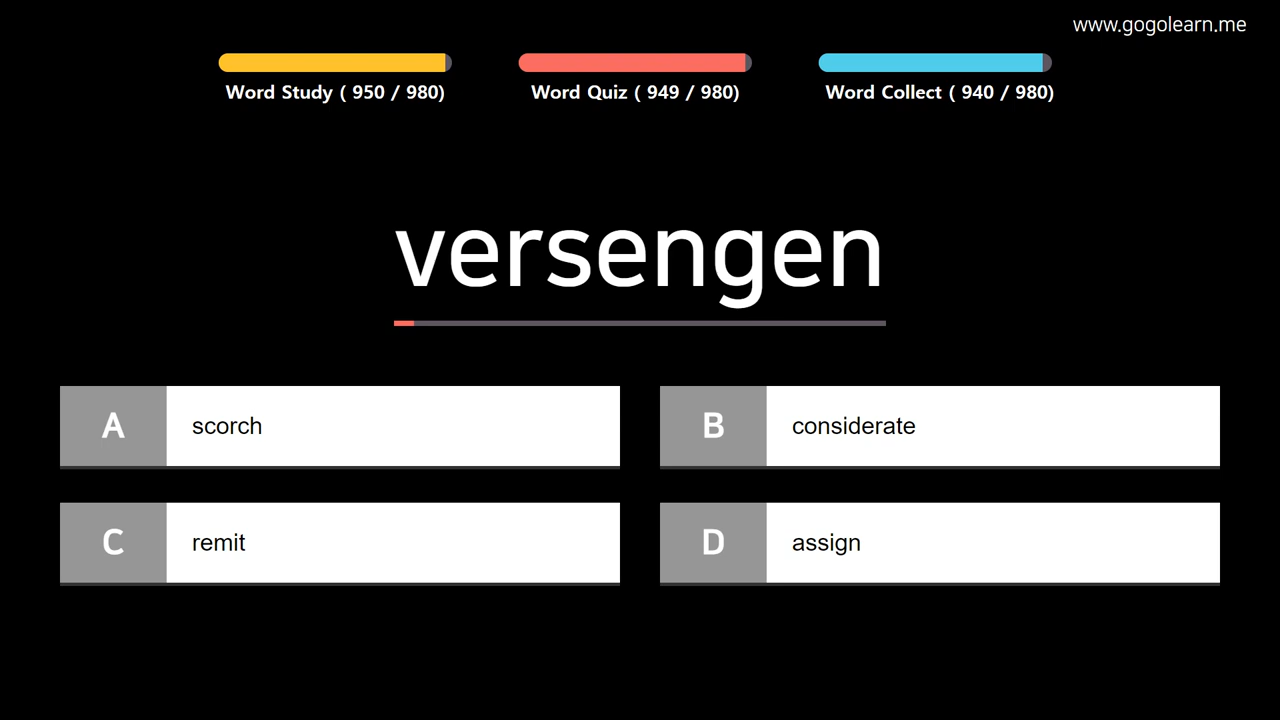 www.gogolearn.me
Word Study ( 950 / 980)
Word Quiz ( 949 / 980)
Word Collect ( 940 / 980)
versengen
A scorch
B considerate
C remit
D assign